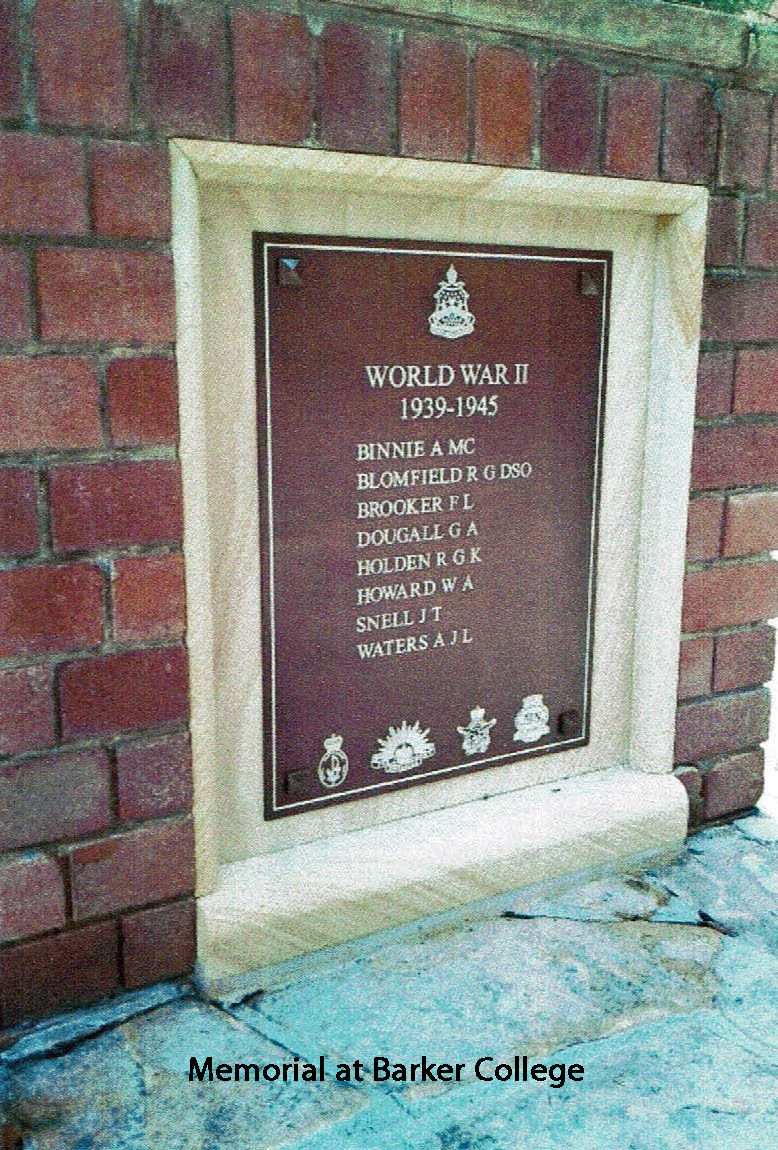 WORLD WAR II
1939-1945
BINNIE A MC
BLOMFIELD R G DSO
BROOKER F L
DOUGALL G A
HOLDEN R G K
HOWARD W A
SNELL J T
WATERS A J L
Memorial at Barker College